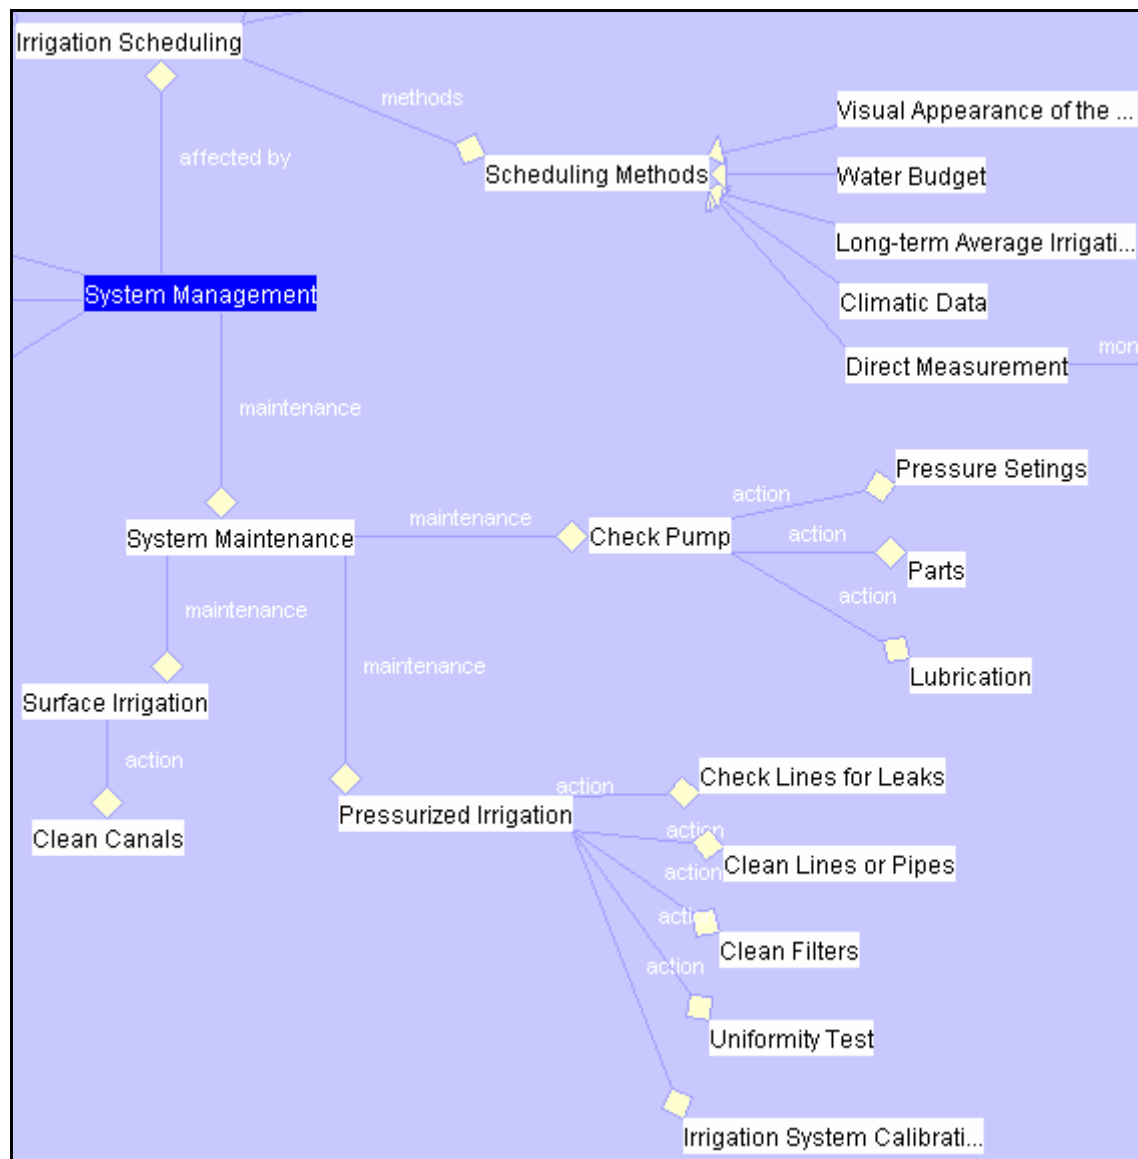 Irrigation Scheduling
methods
Visual Appearance of the ...
affected by
Scheduling Methods
Water Budget
Long-term Average Irrigati...
System Management
Climatic Data
Direct Measurement
mon
maintenance
Pressure Setings
action
maintenance
System Maintenance
Check Pump
action
Parts
action
maintenance
maintenance
Lubrication
Surface Irrigation
action
Check Lines for Leaks
action
Pressurized Irrigation
Clean Canals
action
Clean Lines or Pipes
action
action
Clean Filters
action
Uniformity Test
Irrigation System Calibrati...